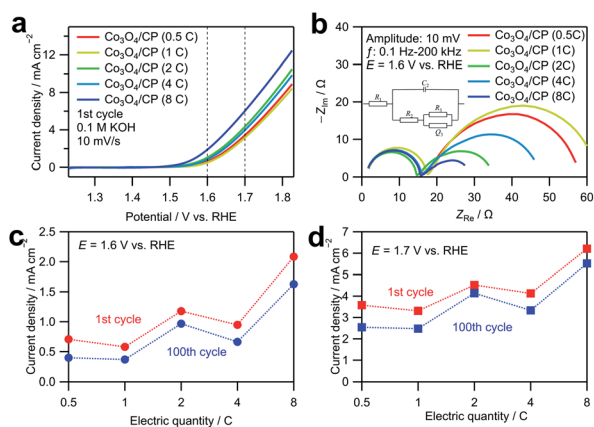 a
Current density / mA cm⁻²
12
8
4
0
Co₃O₄/CP (0.5 C)
Co₃O₄/CP (1 C)
Co₃O₄/CP (2 C)
Co₃O₄/CP (4 C)
Co₃O₄/CP (8 C)
1st cycle
0.1 M KOH
10 mV/s
1.3 1.4 1.5 1.6 1.7 1.8
Potential / V vs. RHE
b
−Z_Im / Ω
40
30
20
10
0
Amplitude: 10 mV
f: 0.1 Hz-200 kHz
E = 1.6 V vs. RHE
Co₃O₄/CP (0.5C)
Co₃O₄/CP (1C)
Co₃O₄/CP (2C)
Co₃O₄/CP (4C)
Co₃O₄/CP (8C)
R₁
C₂
R₂
R₃
Q₃
0 10 20 30 40 50 60
Z_Re / Ω
c
Current density / mA cm⁻²
2.5
2.0
1.5
1.0
0.5
0.0
E = 1.6 V vs. RHE
1st cycle
100th cycle
0.5 1 2 4 8
Electric quantity / C
d
Current density / mA cm⁻²
7
6
5
4
3
2
1
0
E = 1.7 V vs. RHE
1st cycle
100th cycle
0.5 1 2 4 8
Electric quantity / C